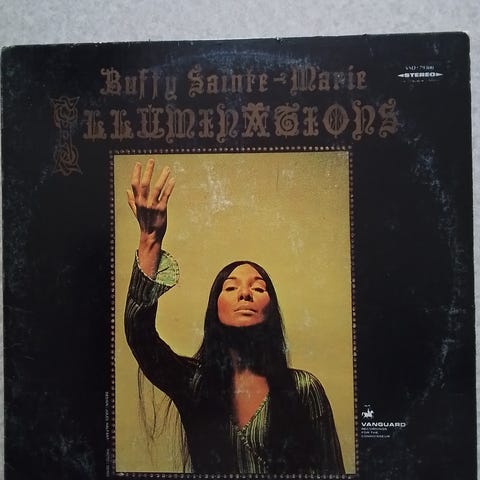 Buffy Sainte-Marie
ILLUMINATIONS
STEREO
VANGUARD
RECORDINGS
FOR THE
CONNOISSEUR